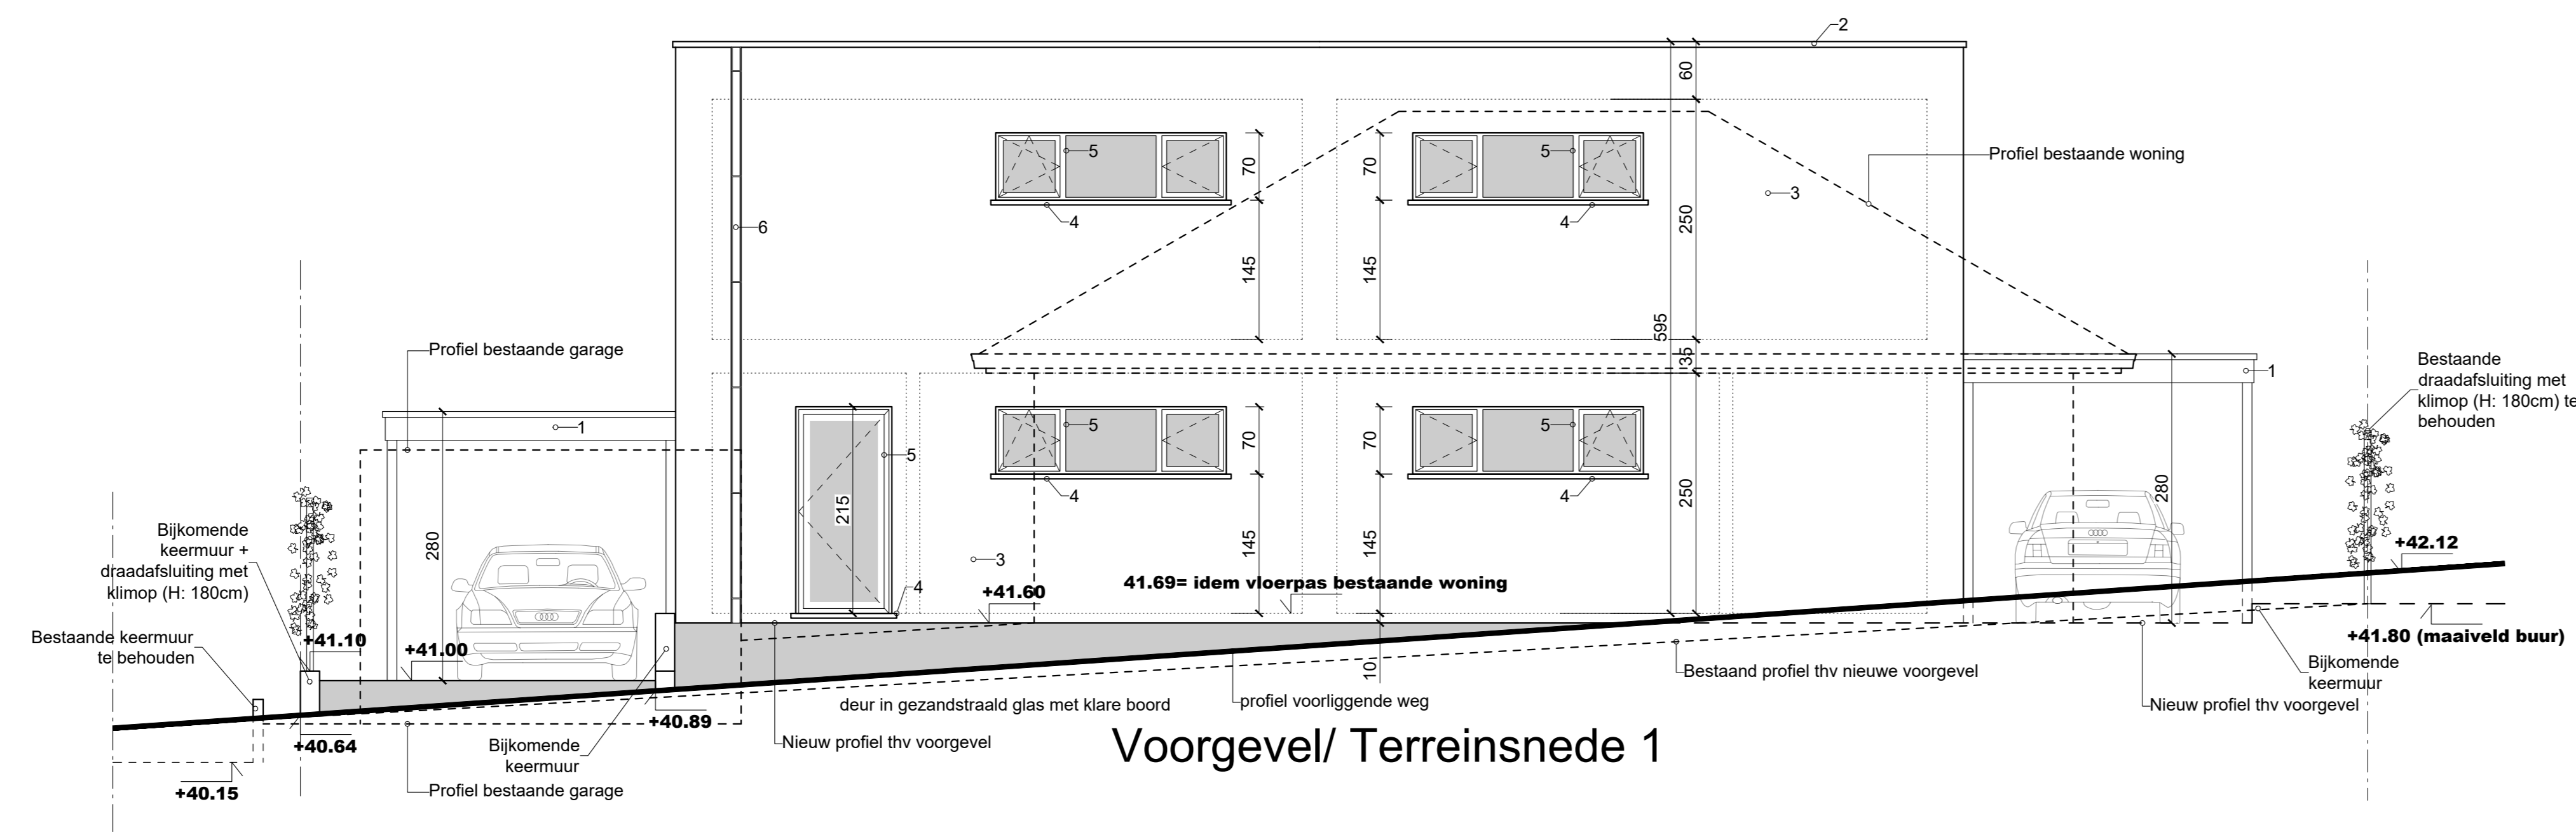 2
60
Profiel bestaande woning
5
5
70
70
3
4
4
250
6
145
145
595
Profiel bestaande garage
35
Bestaande
draadafsluiting met
klimop (H: 180cm) te
behouden
1
1
5
5
70
70
5
4
4
215
250
280
280
Bijkomende
keermuur +
draadafsluiting met
klimop (H: 180cm)
3
145
145
+42.12
4
41.69= idem vloerpas bestaande woning
+41.60
Bestaande keermuur
te behouden
+41.10
+41.00
+41.80 (maaiveld buur)
10
Bestaand profiel thv nieuwe voorgevel
Bijkomende
keermuur
deur in gezandstraald glas met klare boord
profiel voorliggende weg
Nieuw profiel thv voorgevel
+40.89
+40.64
Bijkomende
keermuur
Nieuw profiel thv voorgevel
Voorgevel/ Terreinsnede 1
+40.15
Profiel bestaande garage